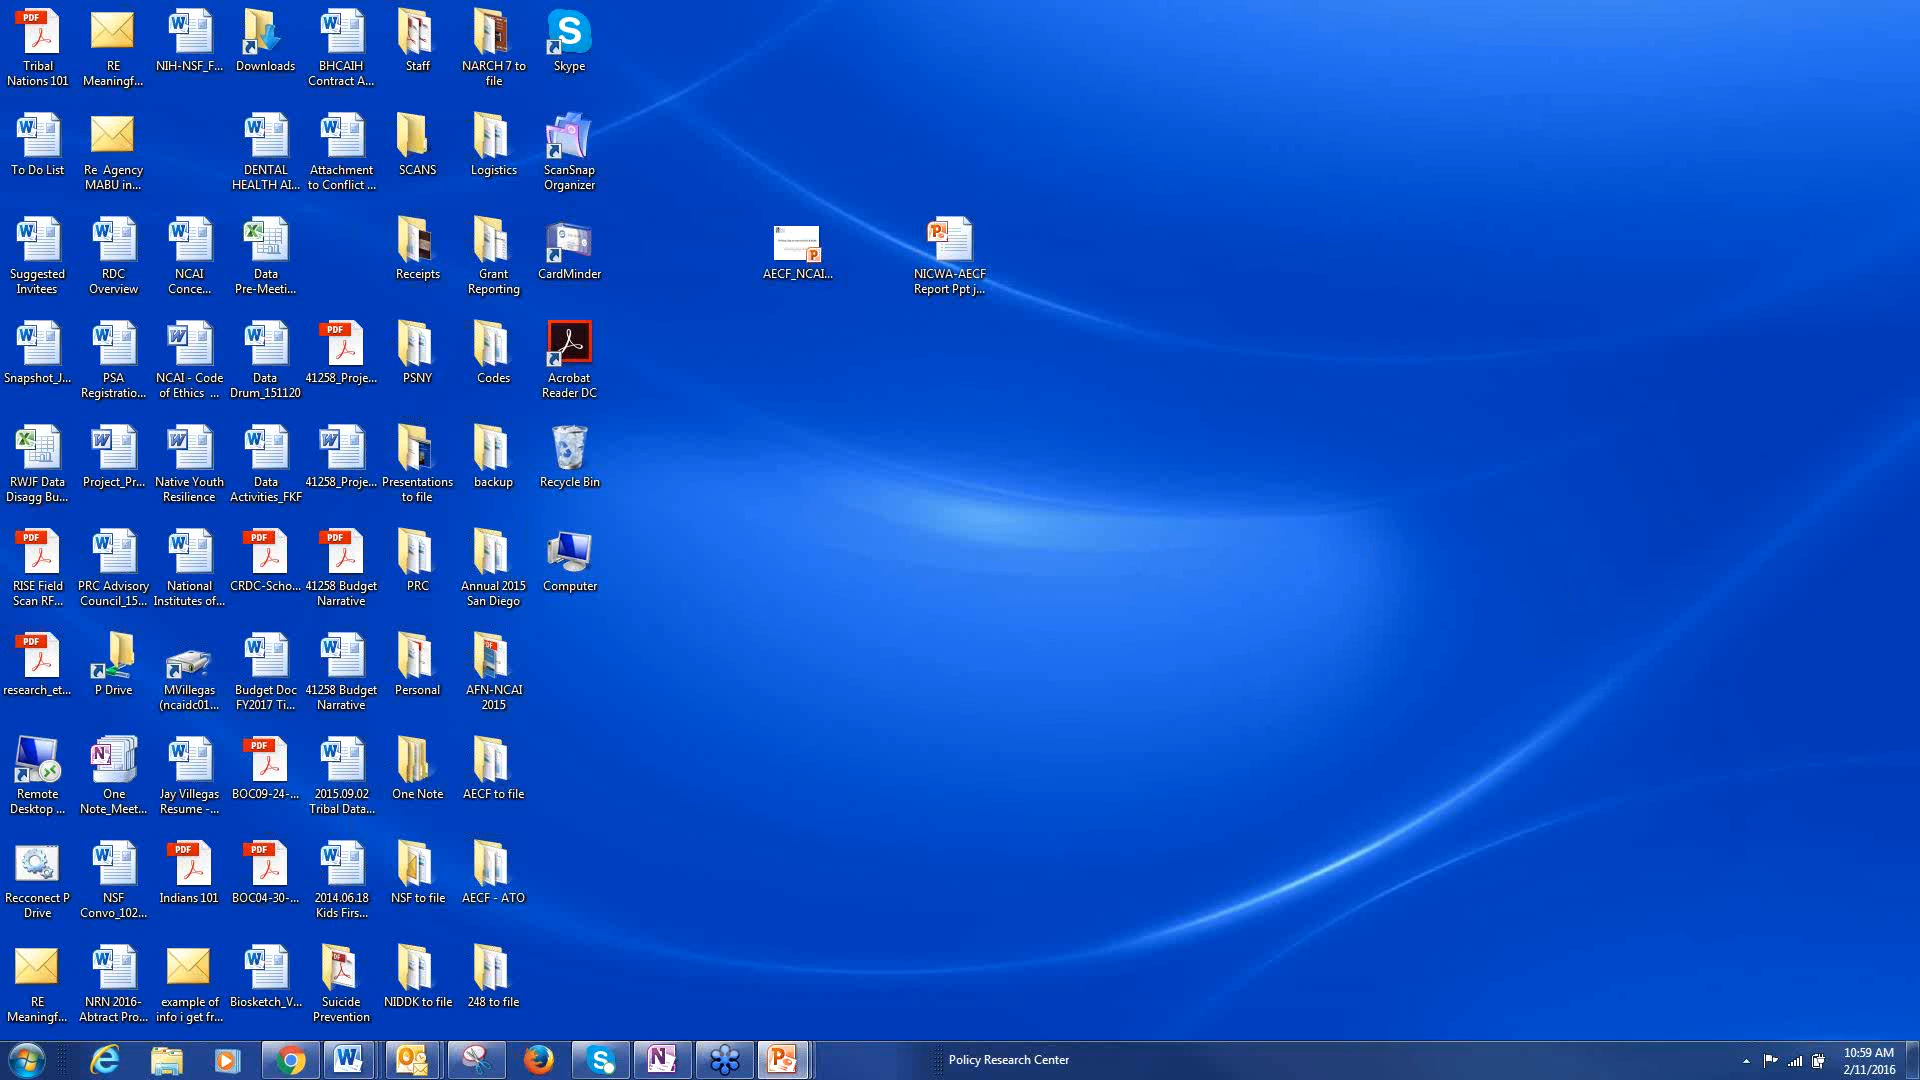 Tribal
Nations 101
RE
Meaningf...
NIH-NSF_F...
Downloads
BHCAIH
Contract A...
Staff
NARCH 7 to
file
Skype
To Do List
Re Agency
MABU in...
DENTAL
HEALTH AI...
Attachment
to Conflict ...
SCANS
Logistics
ScanSnap
Organizer
Suggested
Invitees
RDC
Overview
NCAI
Conce...
Data
Pre-Meeti...
Receipts
Grant
Reporting
CardMinder
AECF_NCAI...
NICWA-AECF
Report Ppt j...
Snapshot_J...
PSA
Registratio...
NCAI - Code
of Ethics ...
Data
Drum_151120
41258_Proje...
PSNY
Codes
Acrobat
Reader DC
RWJF Data
Disagg Bu...
Project_Pr...
Native Youth
Resilience
Data
Activities_FKF
41258_Proje...
Presentations
to file
backup
Recycle Bin
RISE Field
Scan RF...
PRC Advisory
Council_15...
National
Institutes of...
CRDC-Scho...
41258 Budget
Narrative
PRC
Annual 2015
San Diego
Computer
research_et...
P Drive
MVillegas
(ncaidc01...
Budget Doc
FY2017 Ti...
41258 Budget
Narrative
Personal
AFN-NCAI
2015
Remote
Desktop ...
One
Note_Meet...
Jay Villegas
Resume -...
BOC09-24-...
2015.09.02
Tribal Data...
One Note
AECF to file
Recconect P
Drive
NSF
Convo_102...
Indians 101
BOC04-30-...
2014.06.18
Kids Firs...
NSF to file
AECF - ATO
RE
Meaningf...
NRN 2016-
Abtract Pro...
example of
info i get fr...
Biosketch_V...
Suicide
Prevention
NIDDK to file
248 to file
Policy Research Center
10:59 AM
2/11/2016